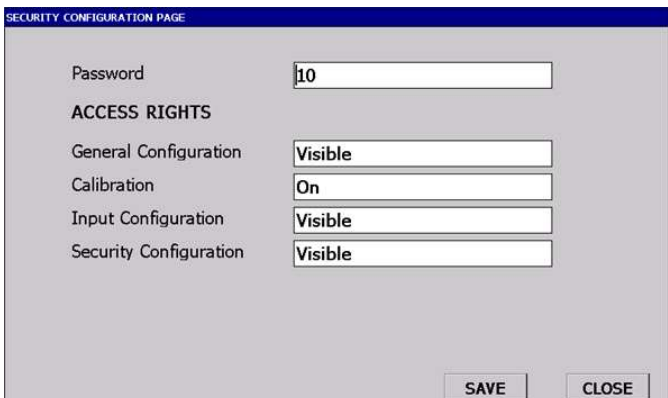 SECURITY CONFIGURATION PAGE
Password 10
ACCESS RIGHTS
General Configuration Visible
Calibration On
Input Configuration Visible
Security Configuration Visible
SAVE CLOSE